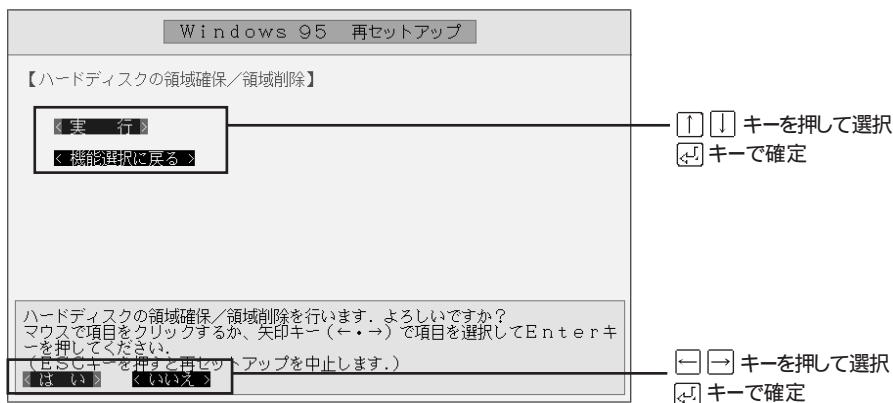 Windows 95 再セットアップ
【ハードディスクの領域確保／領域削除】
<実 行>
<機能選択に戻る>
↑ ↓ キーを押して選択
↵ キーで確定
ハードディスクの領域確保／領域削除を行います．よろしいですか？
マウスで項目をクリックするか、矢印キー（←・→）で項目を選択してEnterキ
ーを押してください．
（ESCキーを押すと再セットアップを中止します．）
<はい> <いいえ>
← → キーを押して選択
↵ キーで確定